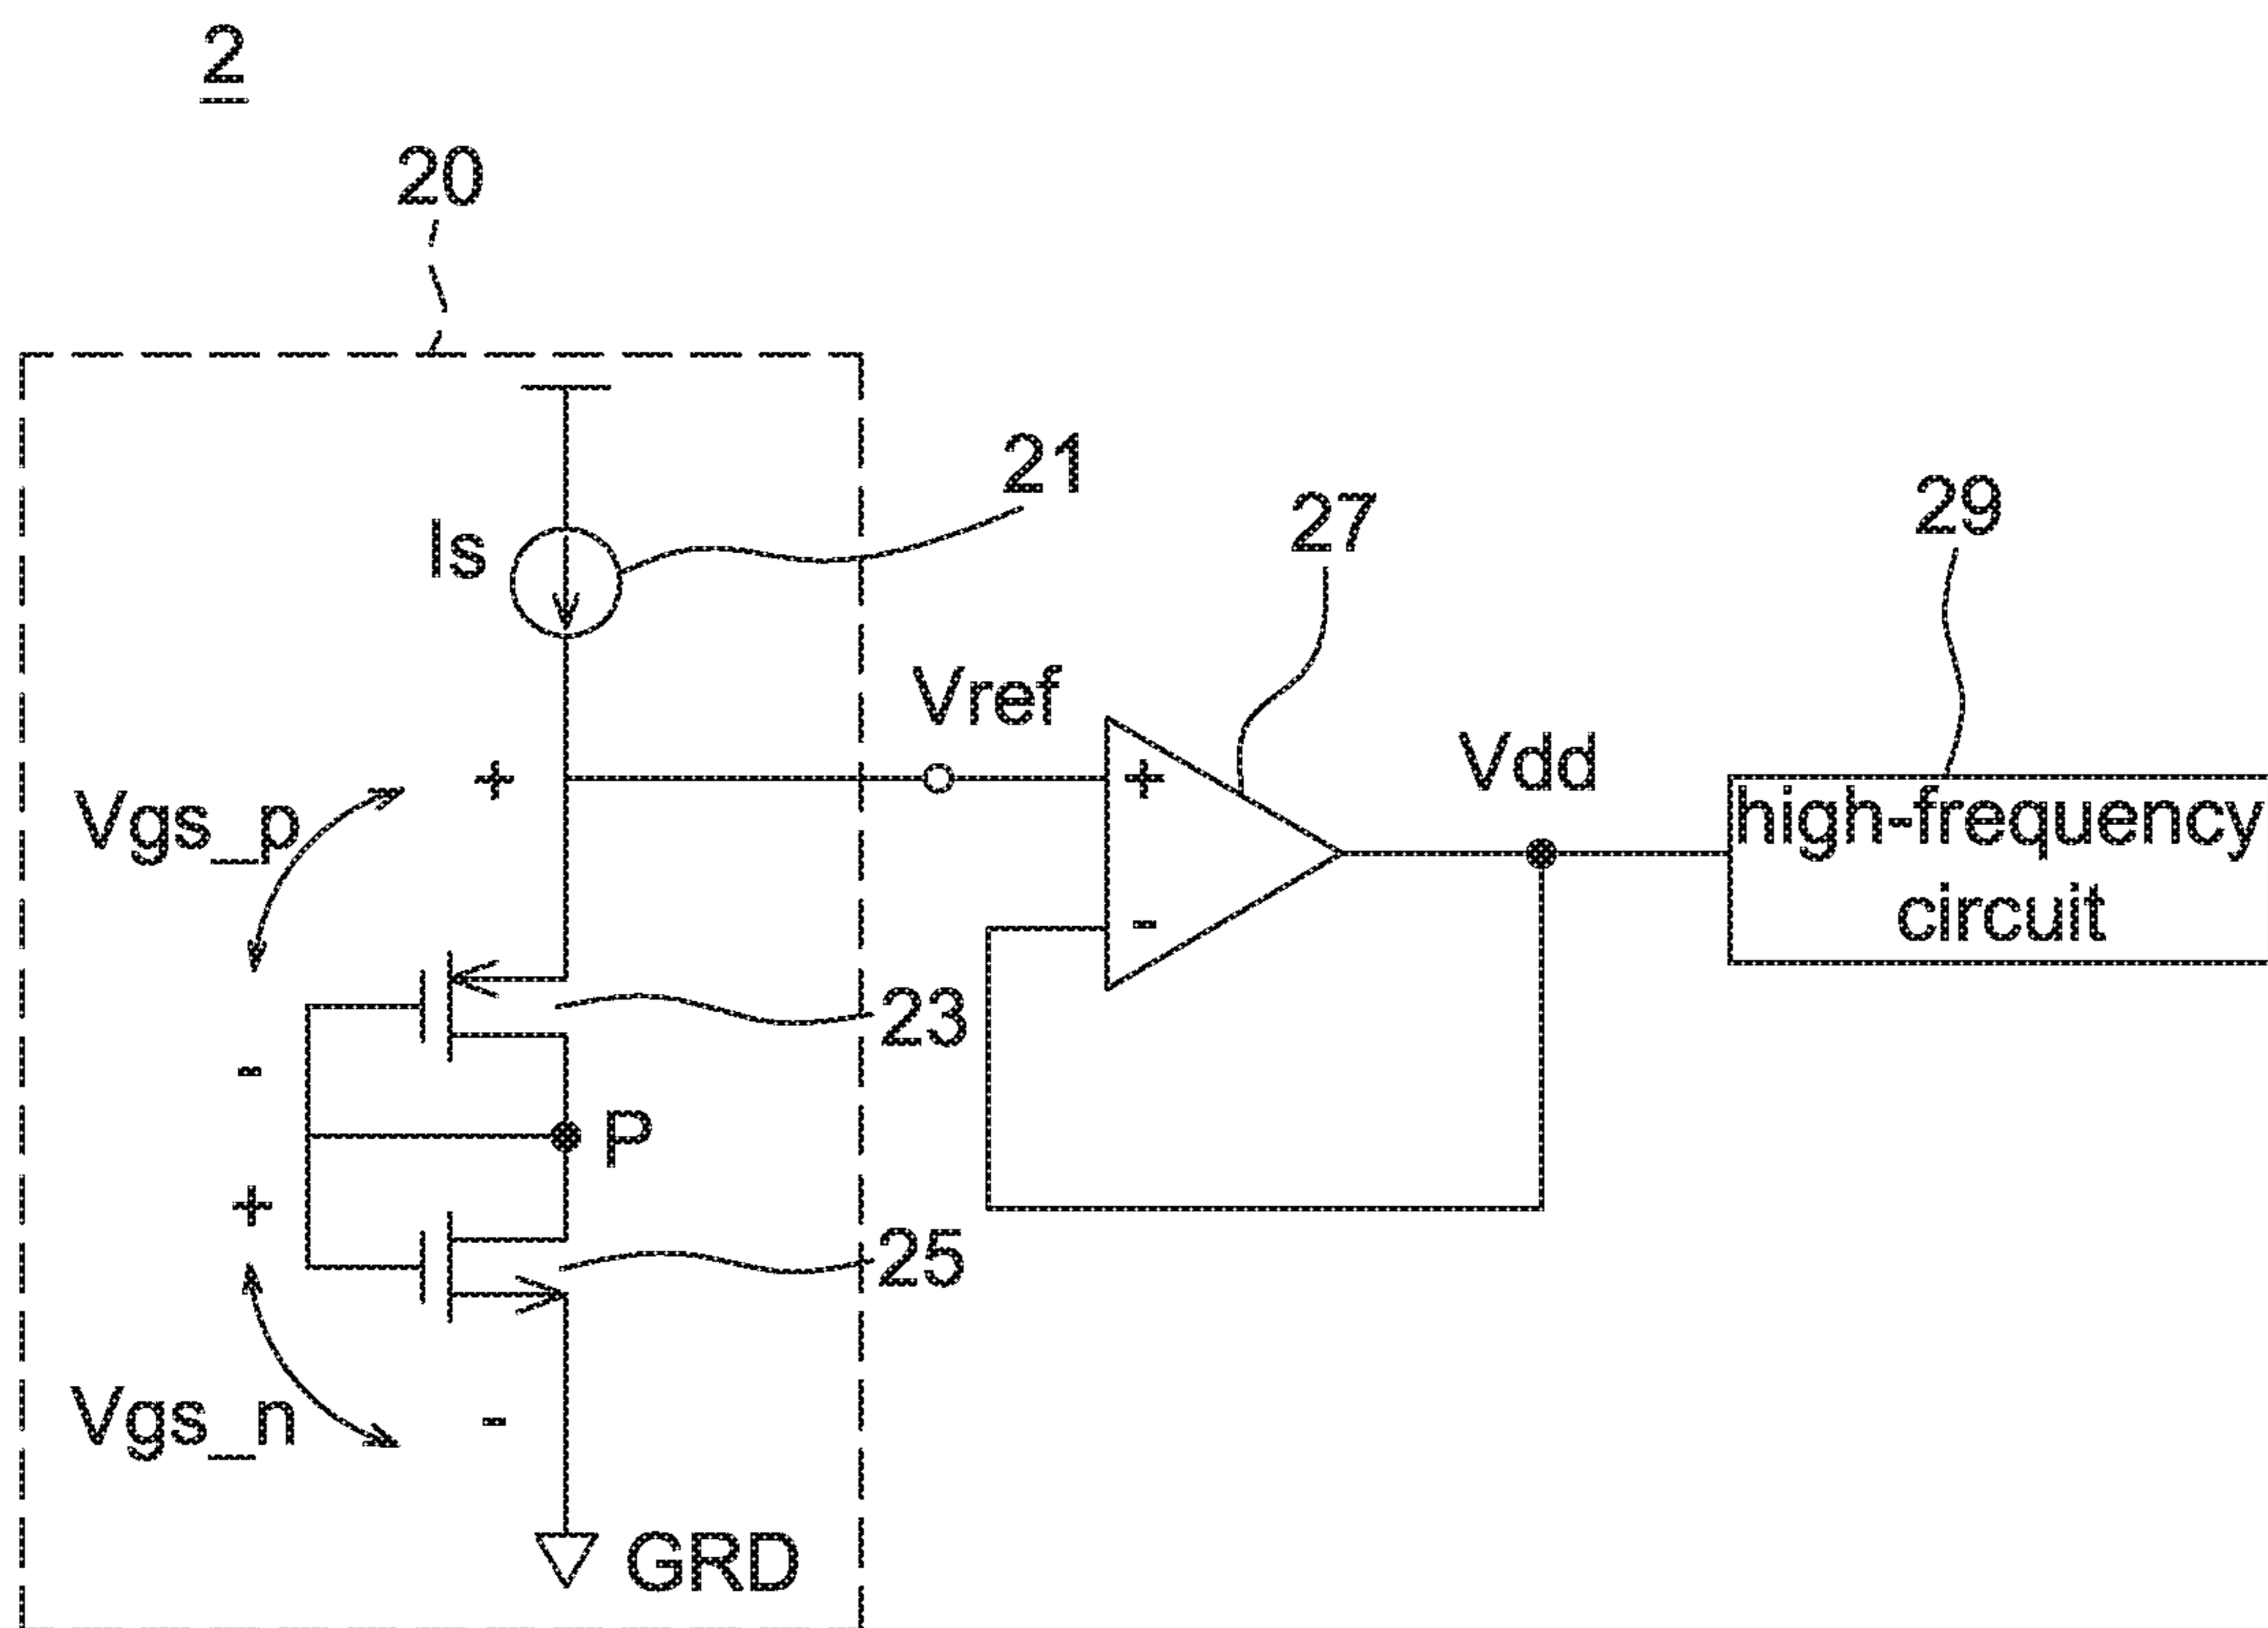 2
20
21
Is
27
29
Vref
Vdd
+
+
Vgs_p
high-frequency
circuit
-
23
-
P
+
25
Vgs_n
-
GRD